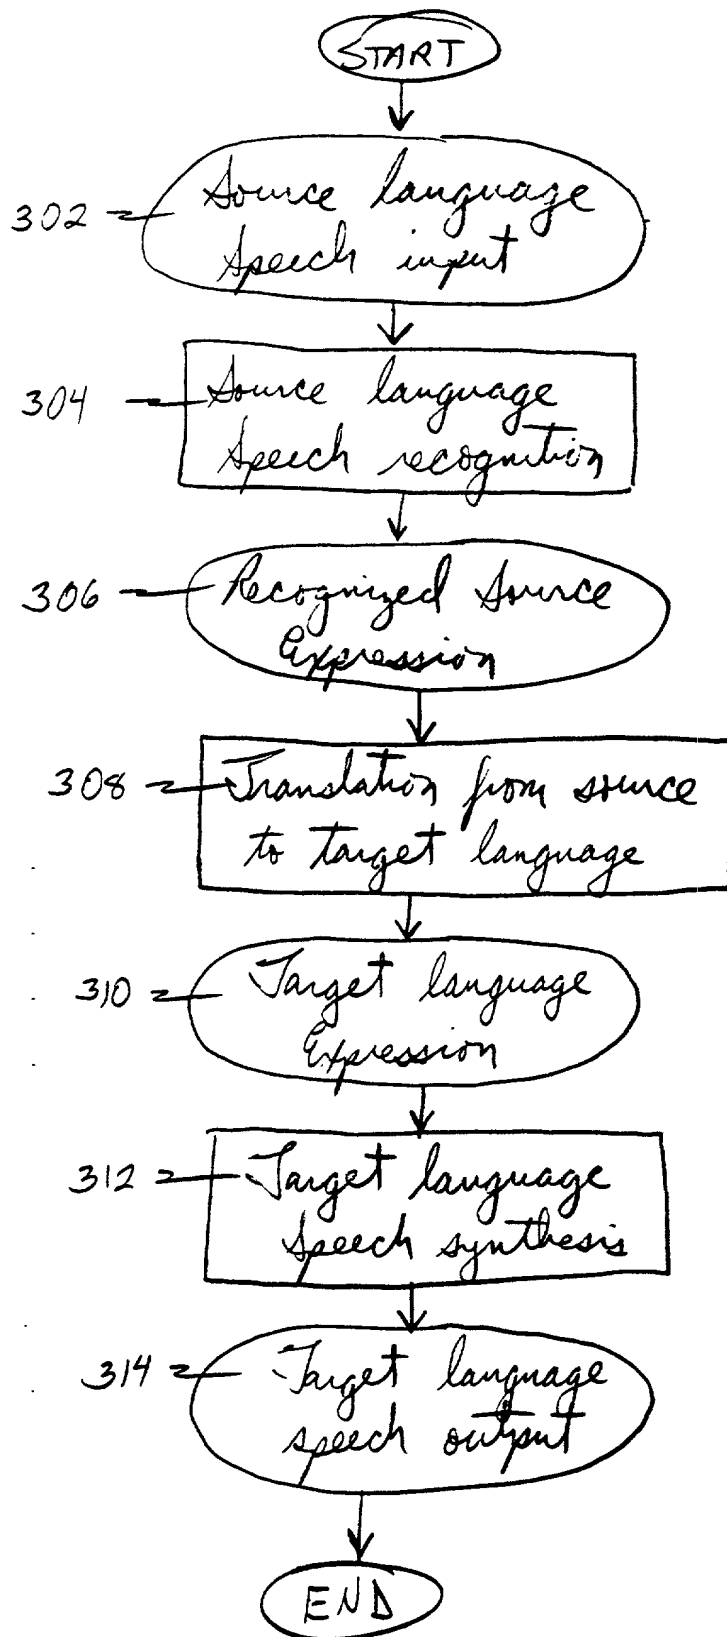 START
302 Source language
Speech input
304 Source language
Speech recognition
306 Recognized Source
Expression
308 Translation from source
to target language
310 Target language
Expression
312 Target language
Speech synthesis
314 Target language
speech output
END